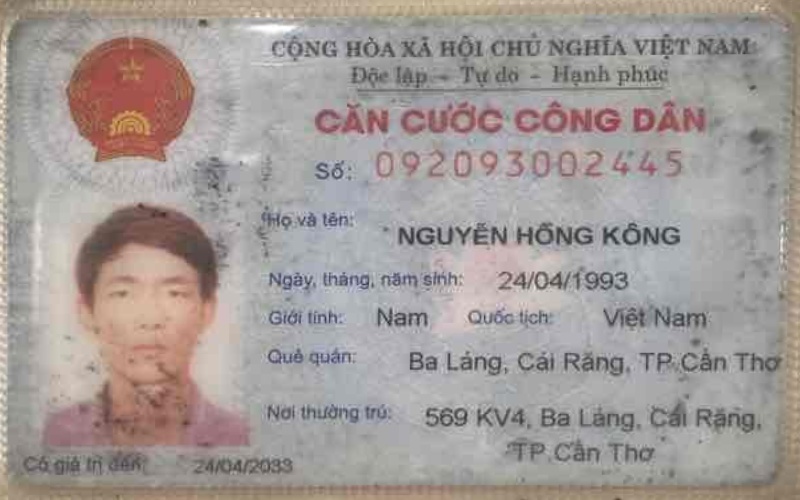 CỘNG HÒA XÃ HỘI CHỦ NGHĨA VIỆT NAM
Độc lập - Tự do - Hạnh phúc
CĂN CƯỚC CÔNG DÂN
Số: 092093002445
Họ và tên: NGUYỄN HỒNG KÔNG
Ngày, tháng, năm sinh: 24/04/1993
Giới tính: Nam Quốc tịch: Việt Nam
Quê quán: Ba Láng, Cái Răng, TP.Cần Thơ
Nơi thường trú: 569 KV4, Ba Láng, Cái Răng,
TP.Cần Thơ
Có giá trị đến: 24/04/2033